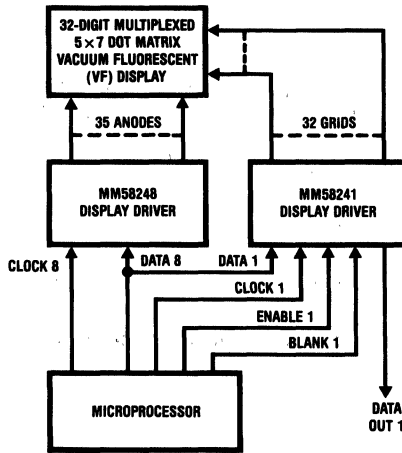 32-DIGIT MULTIPLEXED
5 × 7 DOT MATRIX
VACUUM FLUORESCENT
(VF) DISPLAY
35 ANODES
32 GRIDS
MM58248
DISPLAY DRIVER
MM58241
DISPLAY DRIVER
CLOCK 8
DATA 8
DATA 1
CLOCK 1
ENABLE 1
BLANK 1
MICROPROCESSOR
DATA
OUT 1